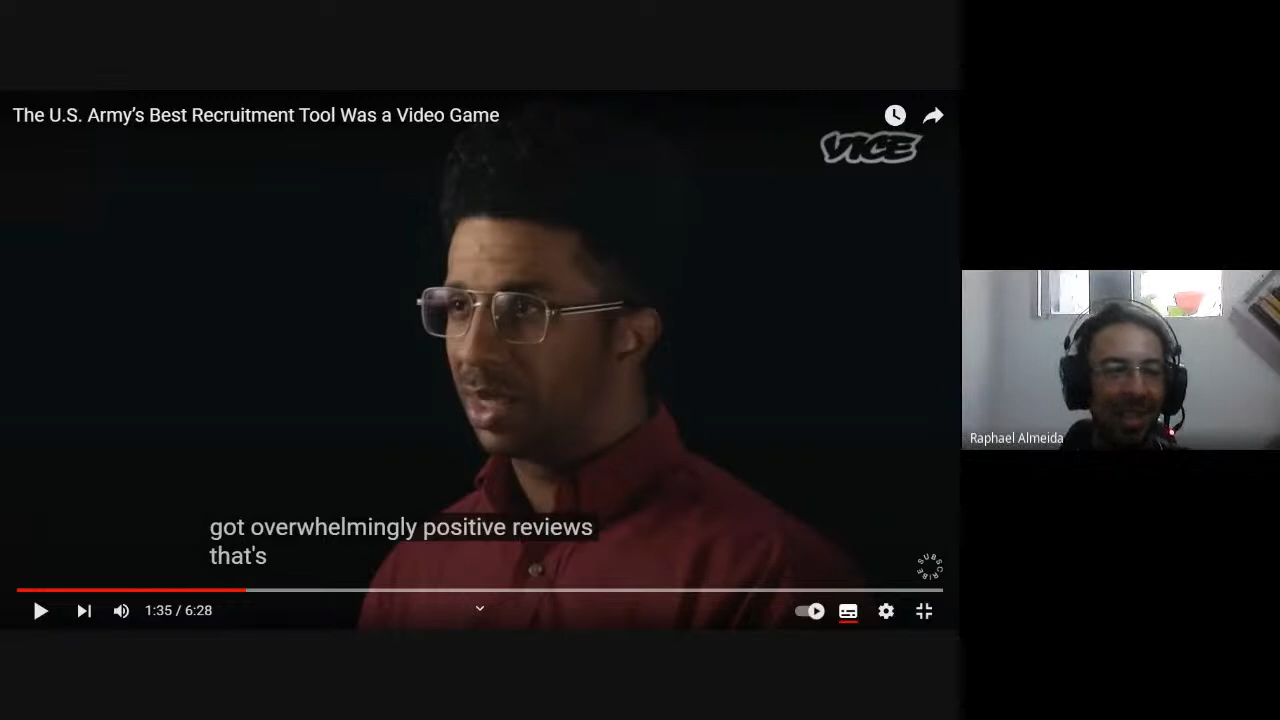 The U.S. Army’s Best Recruitment Tool Was a Video Game
VICE
Raphael Almeida
got overwhelmingly positive reviews
that's
SUBSCRIBE
1:35 / 6:28